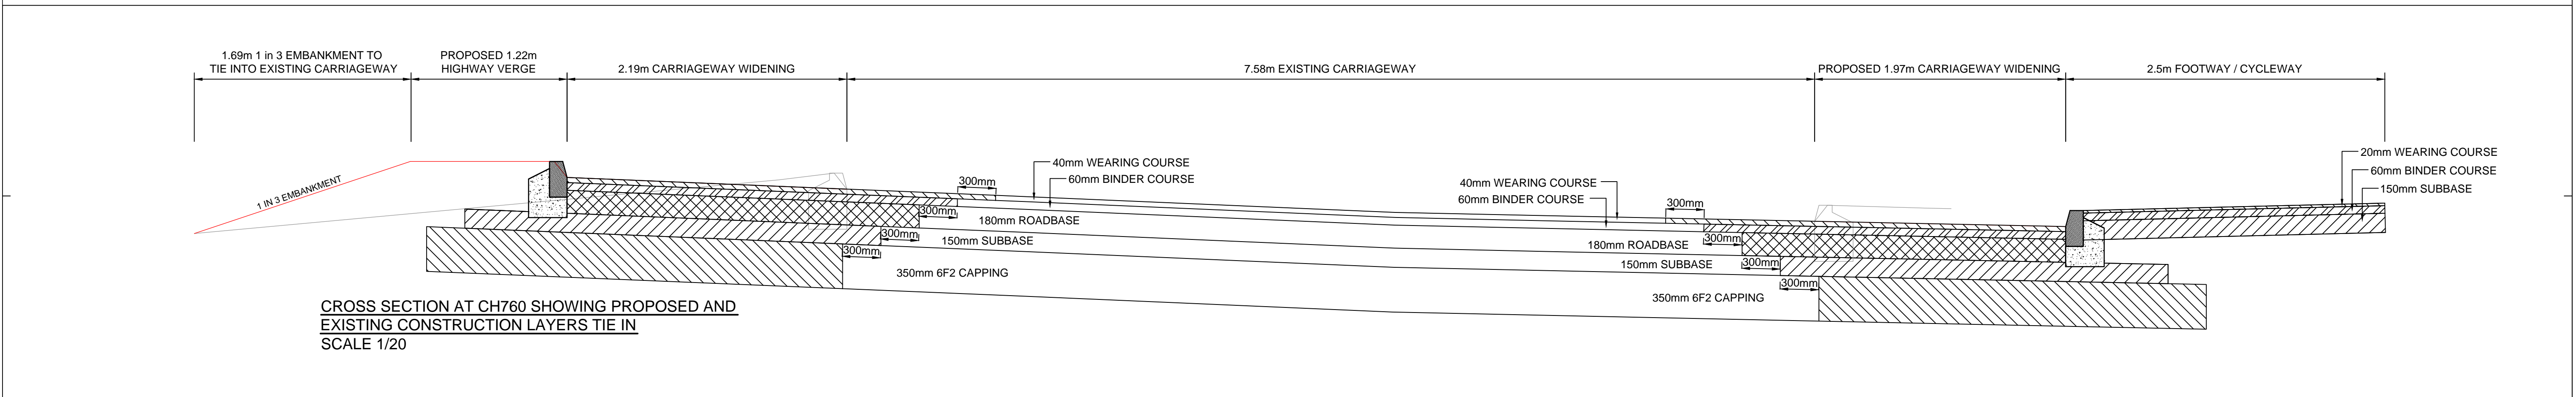 1.69m 1 in 3 EMBANKMENT TO
TIE INTO EXISTING CARRIAGEWAY
PROPOSED 1.22m
HIGHWAY VERGE
2.19m CARRIAGEWAY WIDENING
7.58m EXISTING CARRIAGEWAY
PROPOSED 1.97m CARRIAGEWAY WIDENING
2.5m FOOTWAY / CYCLEWAY
1 IN 3 EMBANKMENT
300mm
300mm
300mm
300mm
40mm WEARING COURSE
60mm BINDER COURSE
180mm ROADBASE
150mm SUBBASE
350mm 6F2 CAPPING
40mm WEARING COURSE
60mm BINDER COURSE
180mm ROADBASE
150mm SUBBASE
350mm 6F2 CAPPING
300mm
300mm
300mm
300mm
20mm WEARING COURSE
60mm BINDER COURSE
150mm SUBBASE
CROSS SECTION AT CH760 SHOWING PROPOSED AND
EXISTING CONSTRUCTION LAYERS TIE IN
SCALE 1/20